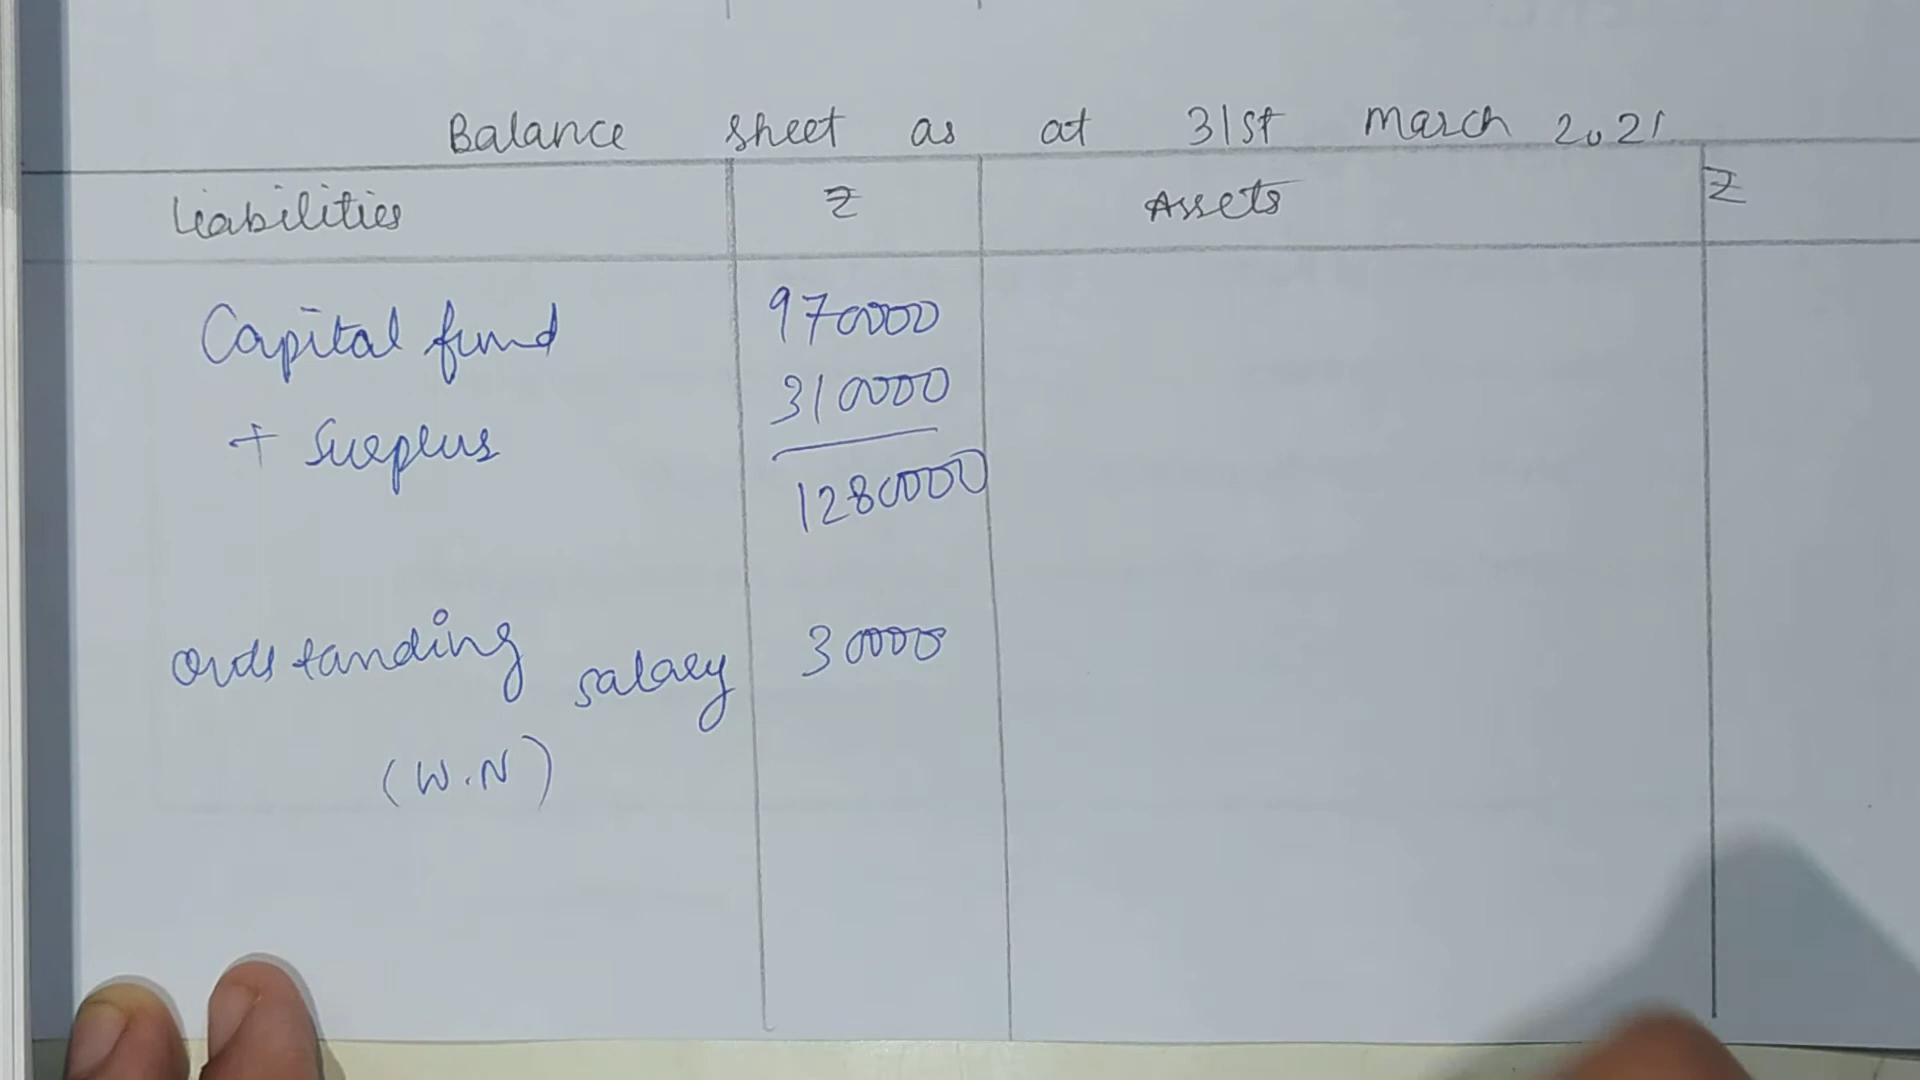 Balance sheet as at 31st march 2021
Liabilities ₹ Assets ₹
Capital fund 970000
+ Surplus 310000
1280000
Outstanding salary 30000
(W.N)